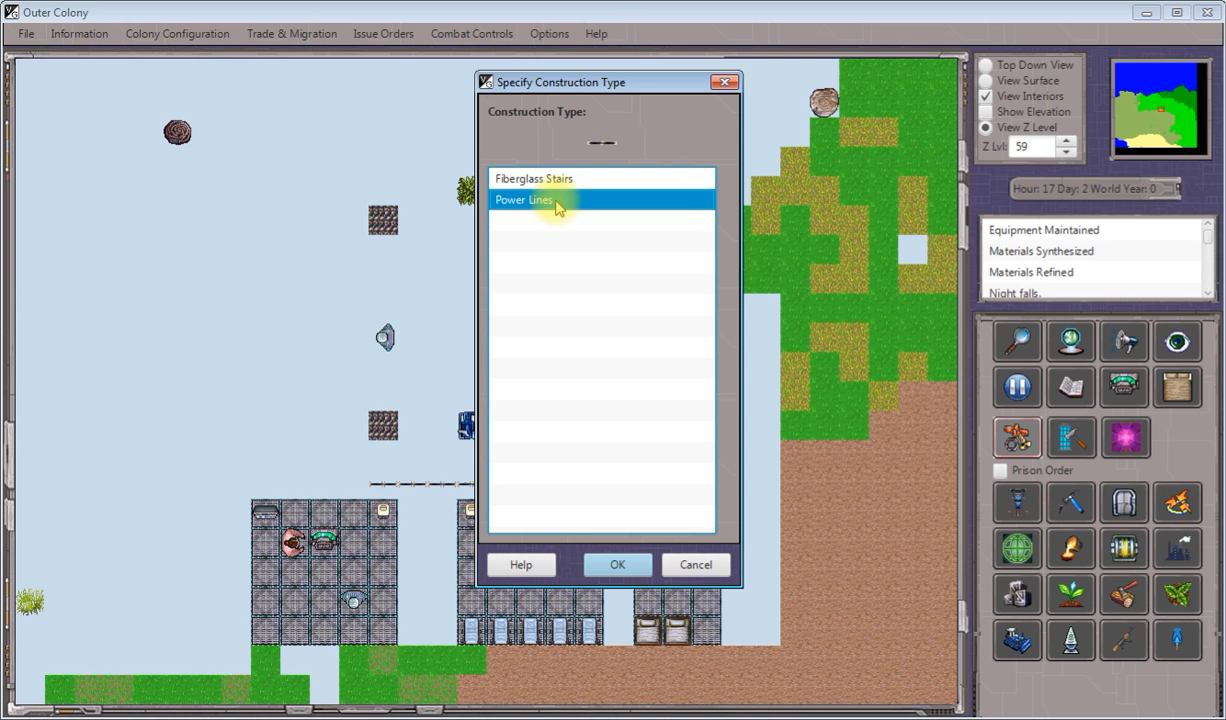 Outer Colony
File Information Colony Configuration Trade & Migration Issue Orders Combat Controls Options Help
Specify Construction Type
Construction Type:
Fiberglass Stairs
Power Lines
Help OK Cancel
Top Down View
View Surface
View Interiors
Show Elevation
View Z Level
Z Lvl: 59
Hour: 17 Day: 2 World Year: 0
Equipment Maintained
Materials Synthesized
Materials Refined
Night falls.
Prison Order